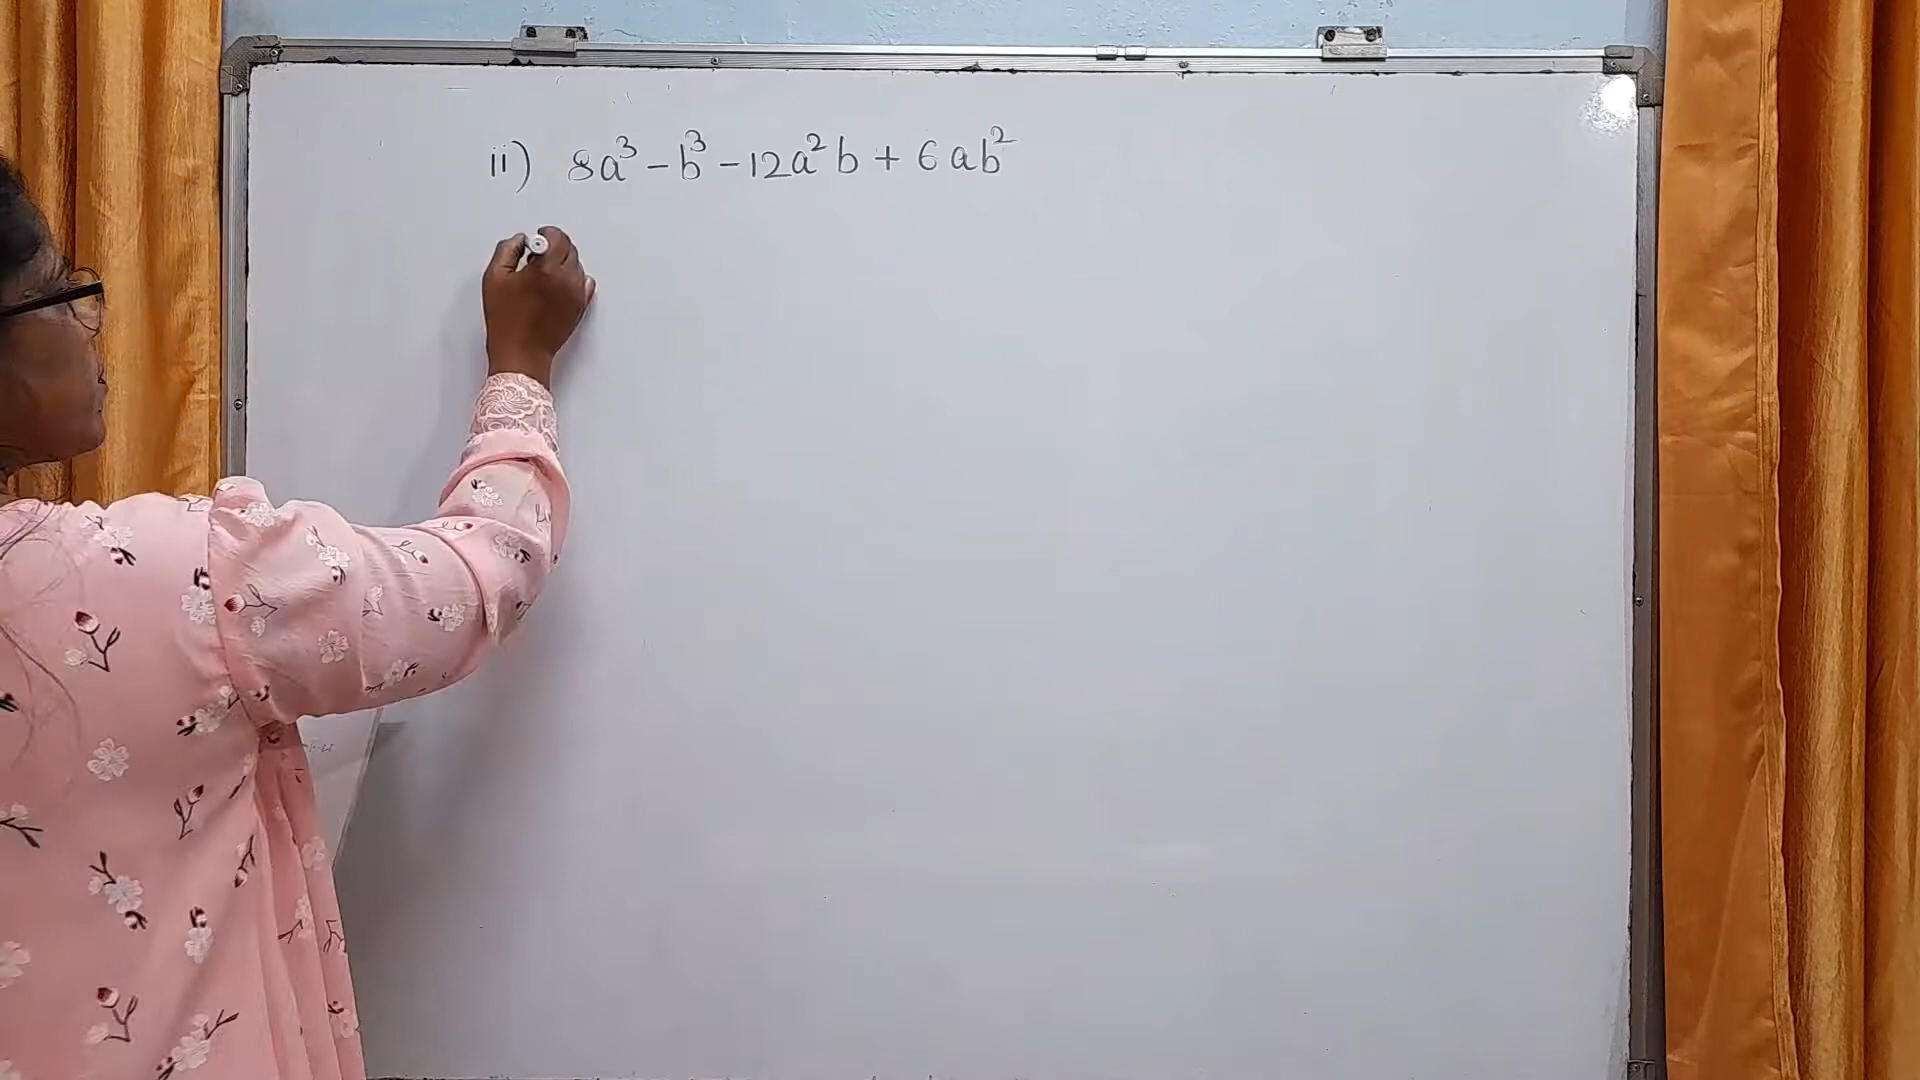 ii) 8a³ - b³ - 12a²b + 6ab²